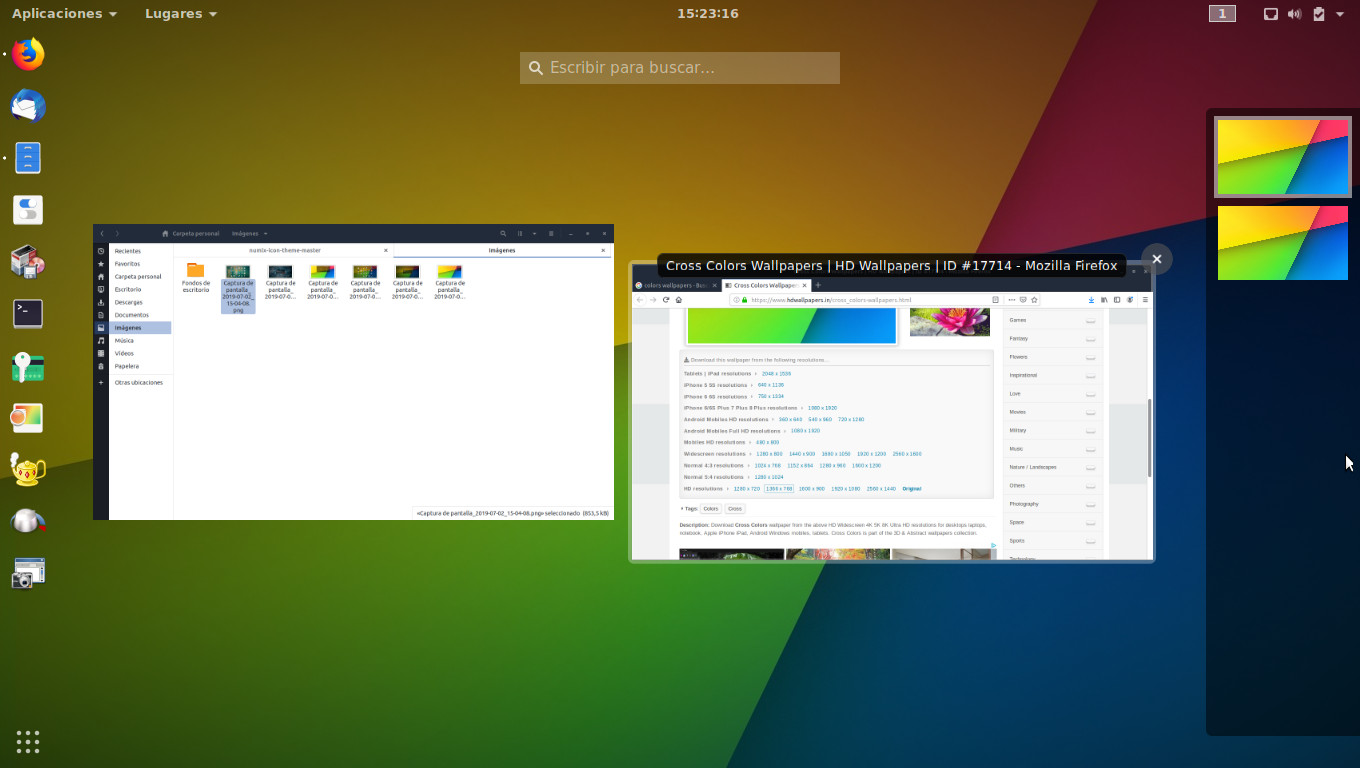 Aplicaciones
Lugares
15:23:16
1
Escribir para buscar...
Carpeta personal
Imágenes
numix-icon-theme-master
Imágenes
Recientes
Favoritos
Carpeta personal
Escritorio
Descargas
Documentos
Imágenes
Música
Vídeos
Papelera
Otras ubicaciones
Fondos de escritorio
Captura de pantalla_2019-07-02_15-04-08.png
Captura de pantalla_2019-07-0...
Captura de pantalla_2019-07-0...
Captura de pantalla_2019-07-0...
Captura de pantalla_2019-07-0...
Captura de pantalla_2019-07-0...
«Captura de pantalla_2019-07-02_15-04-08.png» seleccionado (853,5 kB)
Cross Colors Wallpapers | HD Wallpapers | ID #17714 - Mozilla Firefox
colors wallpapers - Bus
Cross Colors Wallpaper
https://www.hdwallpapers.in/cross_colors-wallpapers.html
Download this wallpaper from the following resolutions...
Tablets | iPad resolutions
iPhone 5 5S resolutions 640 x 1136
iPhone 6 6S resolutions 750 x 1334
iPhone 6/6S Plus 7 Plus 8 Plus resolutions 1080 x 1920
Android Mobiles HD resolutions 360 x 640 540 x 960 720 x 1280
Android Mobiles Full HD resolutions 1080 x 1920
Mobiles HD resolutions 480 x 800
Widescreen resolutions 1280 x 800 1440 x 900 1680 x 1050 1920 x 1200 2560 x 1600
Normal 4:3 resolutions 1024 x 768 1152 x 864 1280 x 960 1600 x 1200
Normal 5:4 resolutions 1280 x 1024
HD resolutions 1280 x 720 1366 x 768 1600 x 900 1920 x 1080 2560 x 1440 Original
Tags: Colors Cross
Description: Download Cross Colors wallpaper from the above HD Widescreen 4K 5K 8K Ultra HD resolutions for desktops laptops,
notebook, Apple iPhone iPad, Android Windows mobiles, tablets. Cross Colors is part of the 3D & Abstract wallpapers collection.
Games
Fantasy
Flowers
Inspirational
Love
Movies
Military
Music
Nature / Landscapes
Others
Photography
Space
Sports